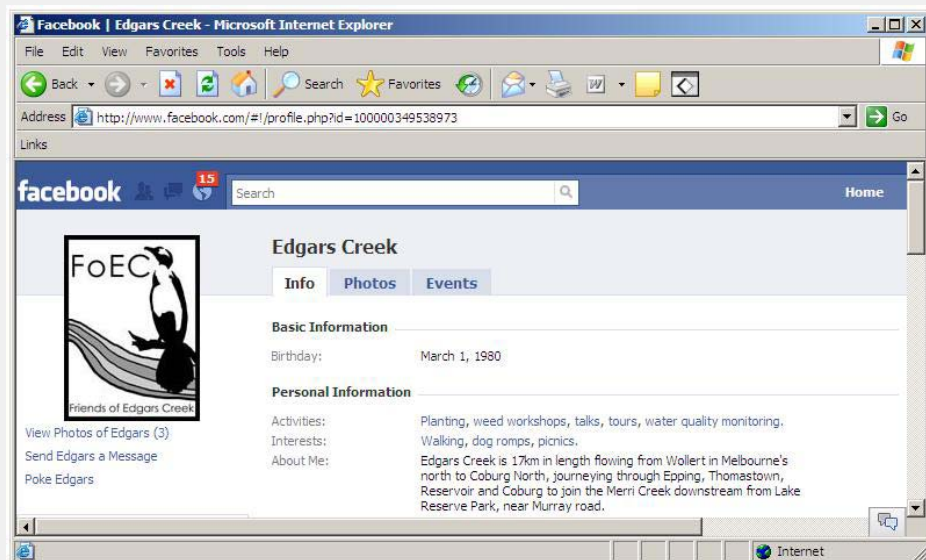 Facebook | Edgars Creek - Microsoft Internet Explorer
File Edit View Favorites Tools Help
Back Search Favorites
Address http://www.facebook.com/#!/profile.php?id=100000349538973 Go
Links
facebook 15 Search Home
FoEC
Friends of Edgars Creek
View Photos of Edgars (3)
Send Edgars a Message
Poke Edgars
Edgars Creek
Info Photos Events
Basic Information
Birthday: March 1, 1980
Personal Information
Activities: Planting, weed workshops, talks, tours, water quality monitoring.
Interests: Walking, dog romps, picnics.
About Me: Edgars Creek is 17km in length flowing from Wollert in Melbourne's
north to Coburg North, journeying through Epping, Thomastown,
Reservoir and Coburg to join the Merri Creek downstream from Lake
Reserve Park, near Murray road.
Internet